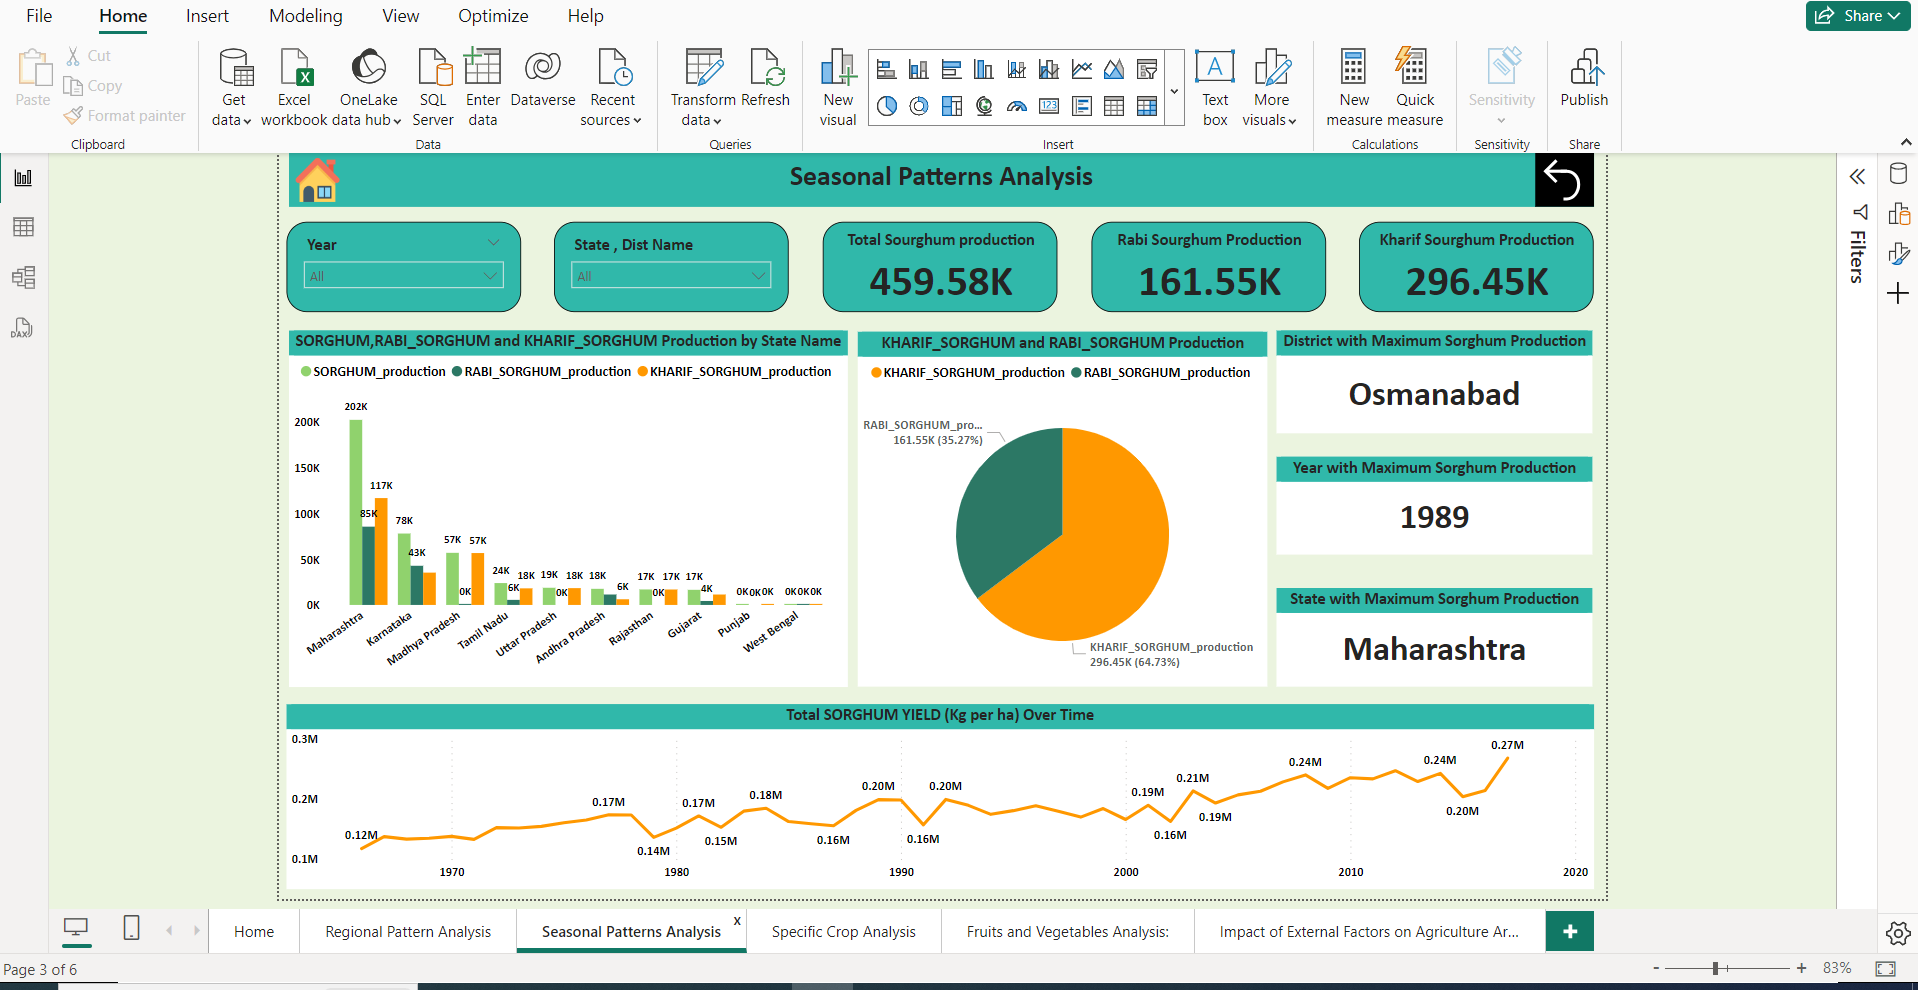 File Home Insert Modeling View Optimize Help Share
Paste
Cut
Copy
Format painter
Clipboard
Get data
Excel workbook
OneLake data hub
SQL Server
Enter data
Dataverse
Recent sources
Data
Transform data
Refresh
Queries
New visual
123
A
Text box
More visuals
Insert
New measure
Quick measure
Calculations
Sensitivity
Sensitivity
Publish
Share
DAX
Filters
Seasonal Patterns Analysis
Year
All
State , Dist Name
All
Total Sourghum production
459.58K
Rabi Sourghum Production
161.55K
Kharif Sourghum Production
296.45K
SORGHUM,RABI_SORGHUM and KHARIF_SORGHUM Production by State Name
SORGHUM_production RABI_SORGHUM_production KHARIF_SORGHUM_production
200K
150K
100K
50K
0K
202K 85K 117K
78K 43K
57K 0K 57K
24K 6K 18K
19K 0K 18K
18K 6K
17K 0K 17K
17K 4K
0K 0K 0K
0K 0K 0K
Maharashtra
Karnataka
Madhya Pradesh
Tamil Nadu
Uttar Pradesh
Andhra Pradesh
Rajasthan
Gujarat
Punjab
West Bengal
KHARIF_SORGHUM and RABI_SORGHUM Production
KHARIF_SORGHUM_production RABI_SORGHUM_production
RABI_SORGHUM_pro...
161.55K (35.27%)
KHARIF_SORGHUM_production
296.45K (64.73%)
District with Maximum Sorghum Production
Osmanabad
Year with Maximum Sorghum Production
1989
State with Maximum Sorghum Production
Maharashtra
Total SORGHUM YIELD (Kg per ha) Over Time
0.3M
0.2M
0.1M
0.12M 0.17M 0.14M 0.17M 0.15M 0.18M 0.16M 0.20M 0.16M 0.20M 0.19M 0.16M 0.21M 0.19M 0.24M 0.24M 0.20M 0.27M
1970 1980 1990 2000 2010 2020
Home
Regional Pattern Analysis
Seasonal Patterns Analysis
X
Specific Crop Analysis
Fruits and Vegetables Analysis:
Impact of External Factors on Agriculture Ar...
+
Page 3 of 6
- + 83%